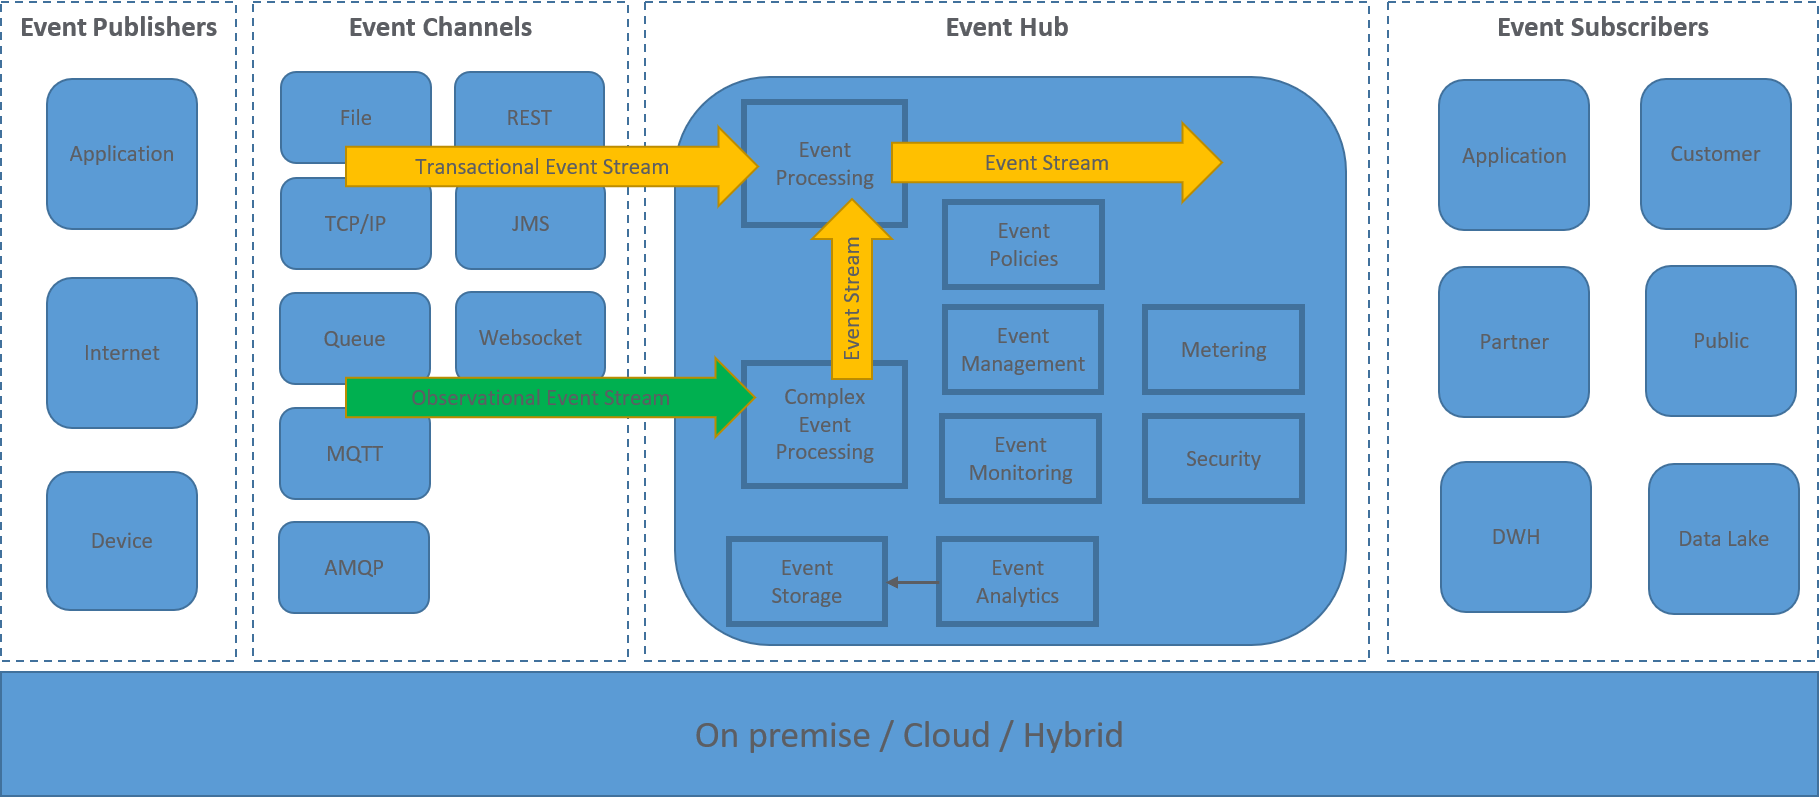 Event Publishers
Application
Internet
Device
Event Channels
File
REST
Transactional Event Stream
TCP/IP
JMS
Queue
Websocket
Observational Event Stream
MQTT
AMQP
Event Hub
Event
Processing
Event Stream
Event
Policies
Event Stream
Event
Management
Metering
Complex
Event
Processing
Event
Monitoring
Security
Event
Storage
Event
Analytics
Event Subscribers
Application
Customer
Partner
Public
DWH
Data Lake
On premise / Cloud / Hybrid